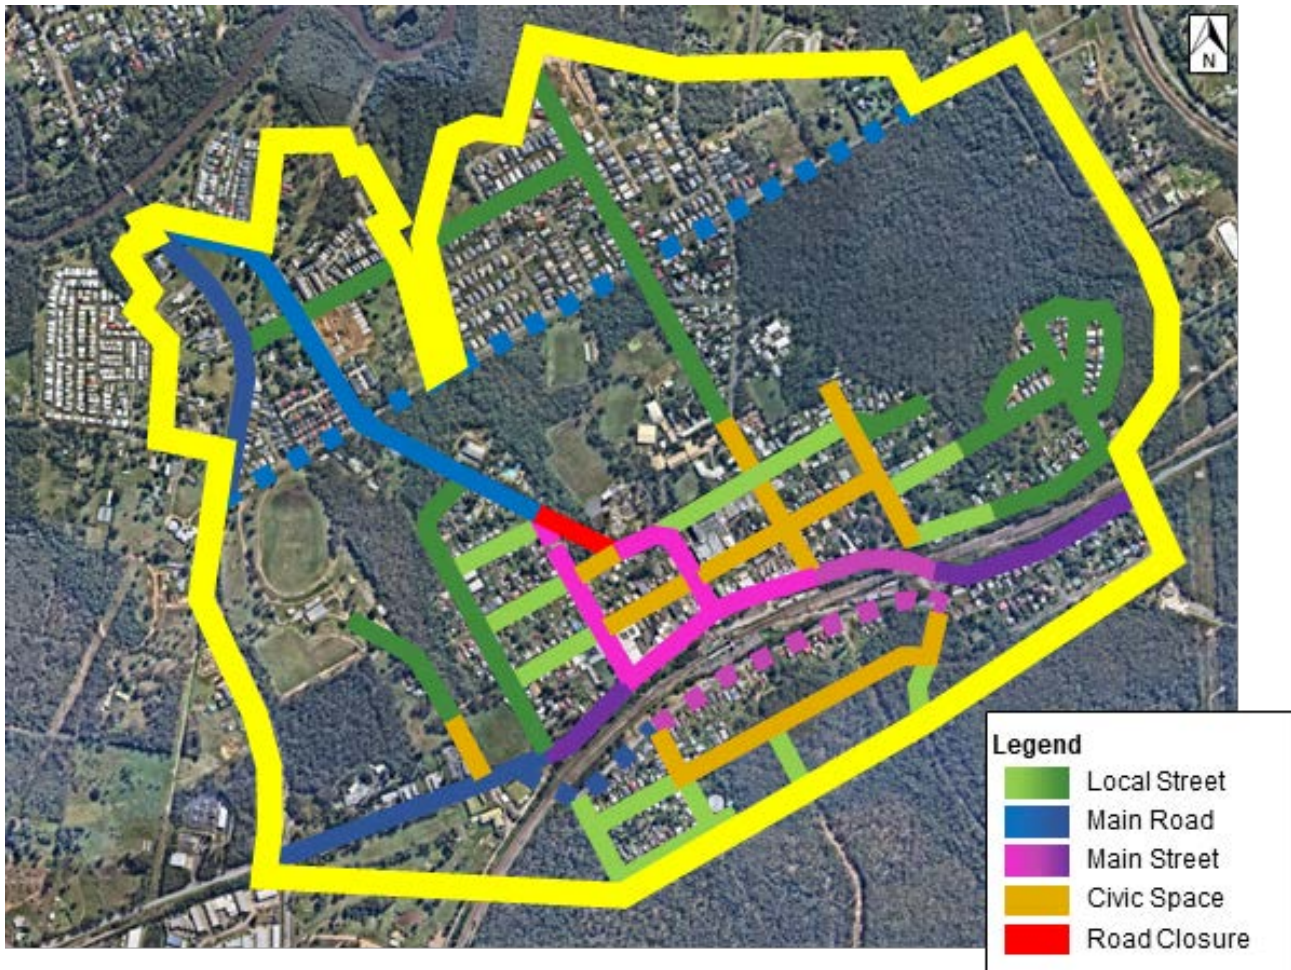 N
Legend
Local Street
Main Road
Main Street
Civic Space
Road Closure